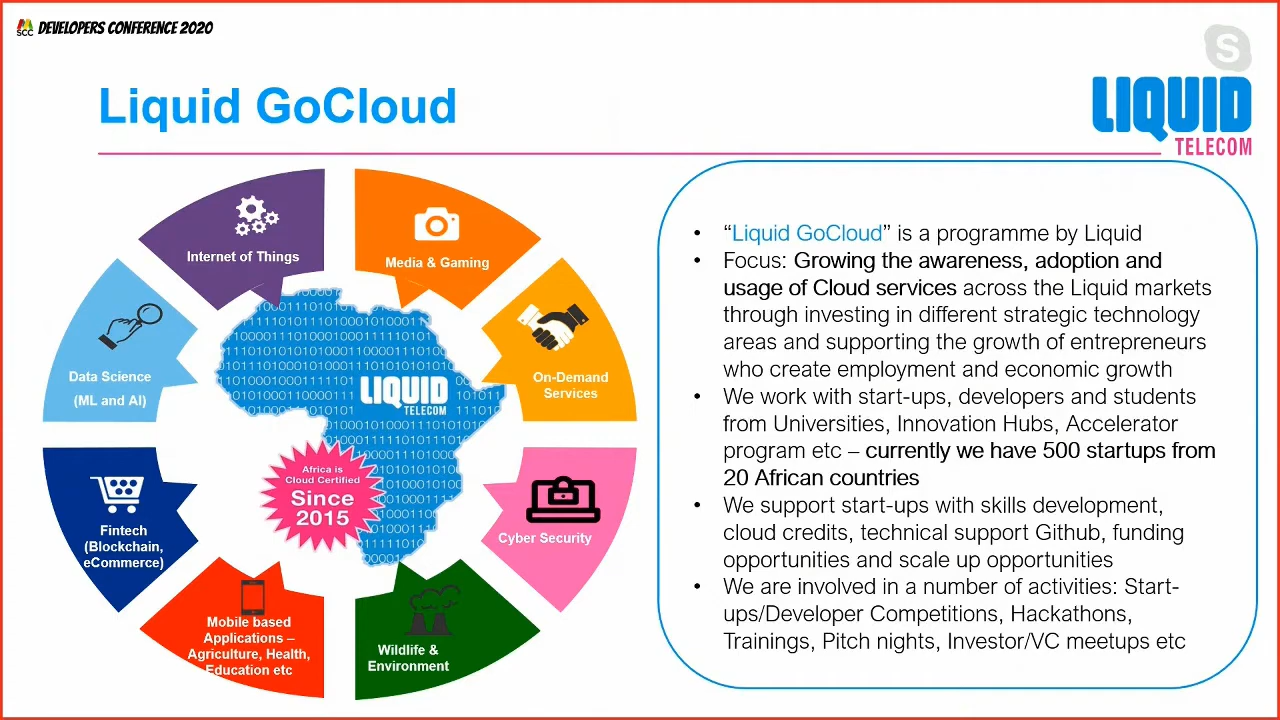 SCC DEVELOPERS CONFERENCE 2020
S
Liquid GoCloud
LIQUID
TELECOM
Internet of Things
Media & Gaming
Data Science
(ML and AI)
On-Demand
Services
LIQUID
TELECOM
Africa is
Cloud Certified
Since
2015
Fintech
(Blockchain,
eCommerce)
Cyber Security
Mobile based
Applications –
Agriculture, Health,
Education etc
Wildlife &
Environment
• “Liquid GoCloud” is a programme by Liquid
• Focus: Growing the awareness, adoption and
usage of Cloud services across the Liquid markets
through investing in different strategic technology
areas and supporting the growth of entrepreneurs
who create employment and economic growth
• We work with start-ups, developers and students
from Universities, Innovation Hubs, Accelerator
program etc – currently we have 500 startups from
20 African countries
• We support start-ups with skills development,
cloud credits, technical support Github, funding
opportunities and scale up opportunities
• We are involved in a number of activities: Start-
ups/Developer Competitions, Hackathons,
Trainings, Pitch nights, Investor/VC meetups etc